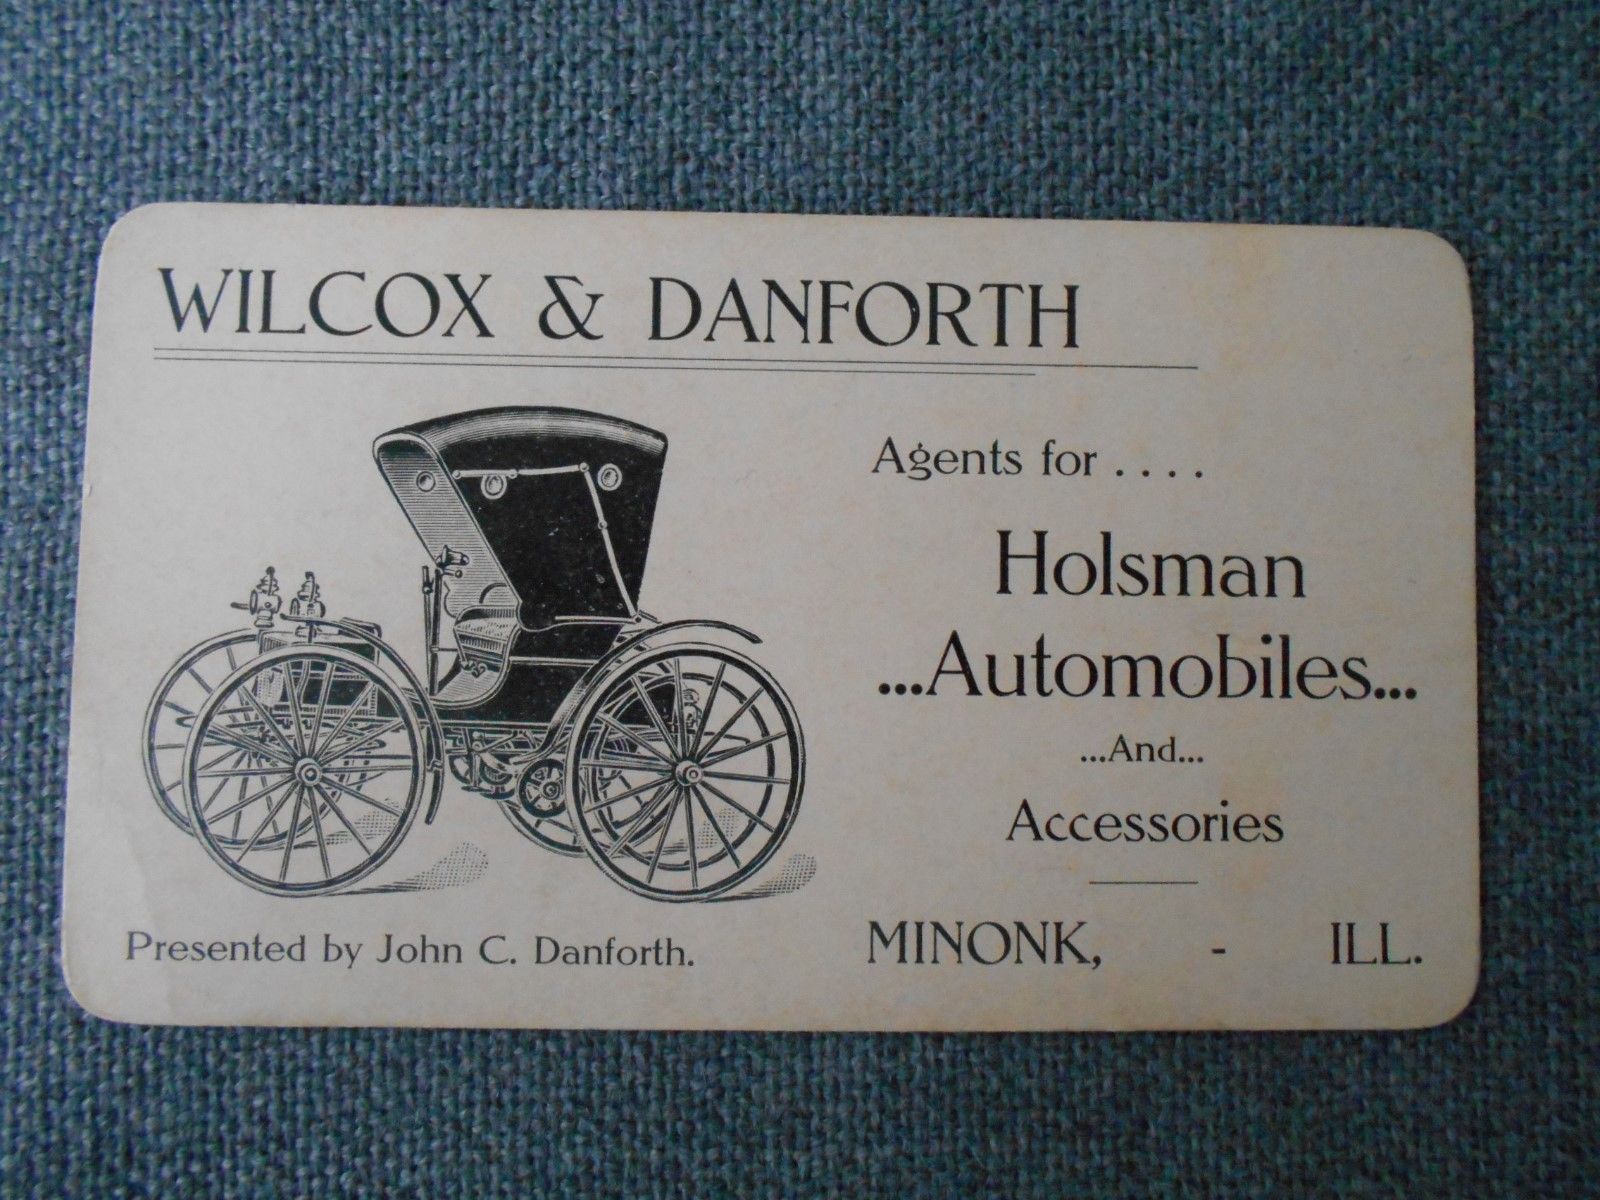 WILCOX & DANFORTH
Agents for . . . .
Holsman
...Automobiles...
...And...
Accessories
Presented by John C. Danforth.
MINONK, - ILL.